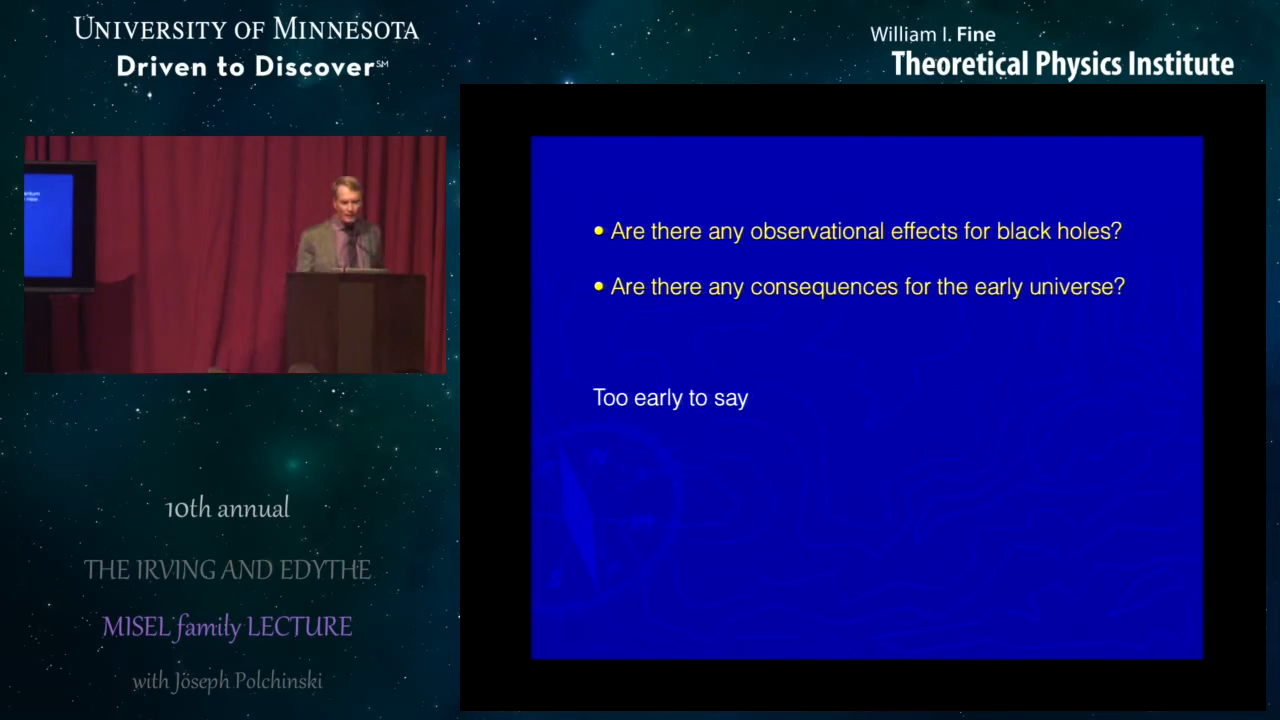 UNIVERSITY OF MINNESOTA
Driven to Discover℠
William I. Fine
Theoretical Physics Institute
• Are there any observational effects for black holes?
• Are there any consequences for the early universe?
Too early to say
10th annual
THE IRVING AND EDYTHE
MISEL family LECTURE
with Joseph Polchinski